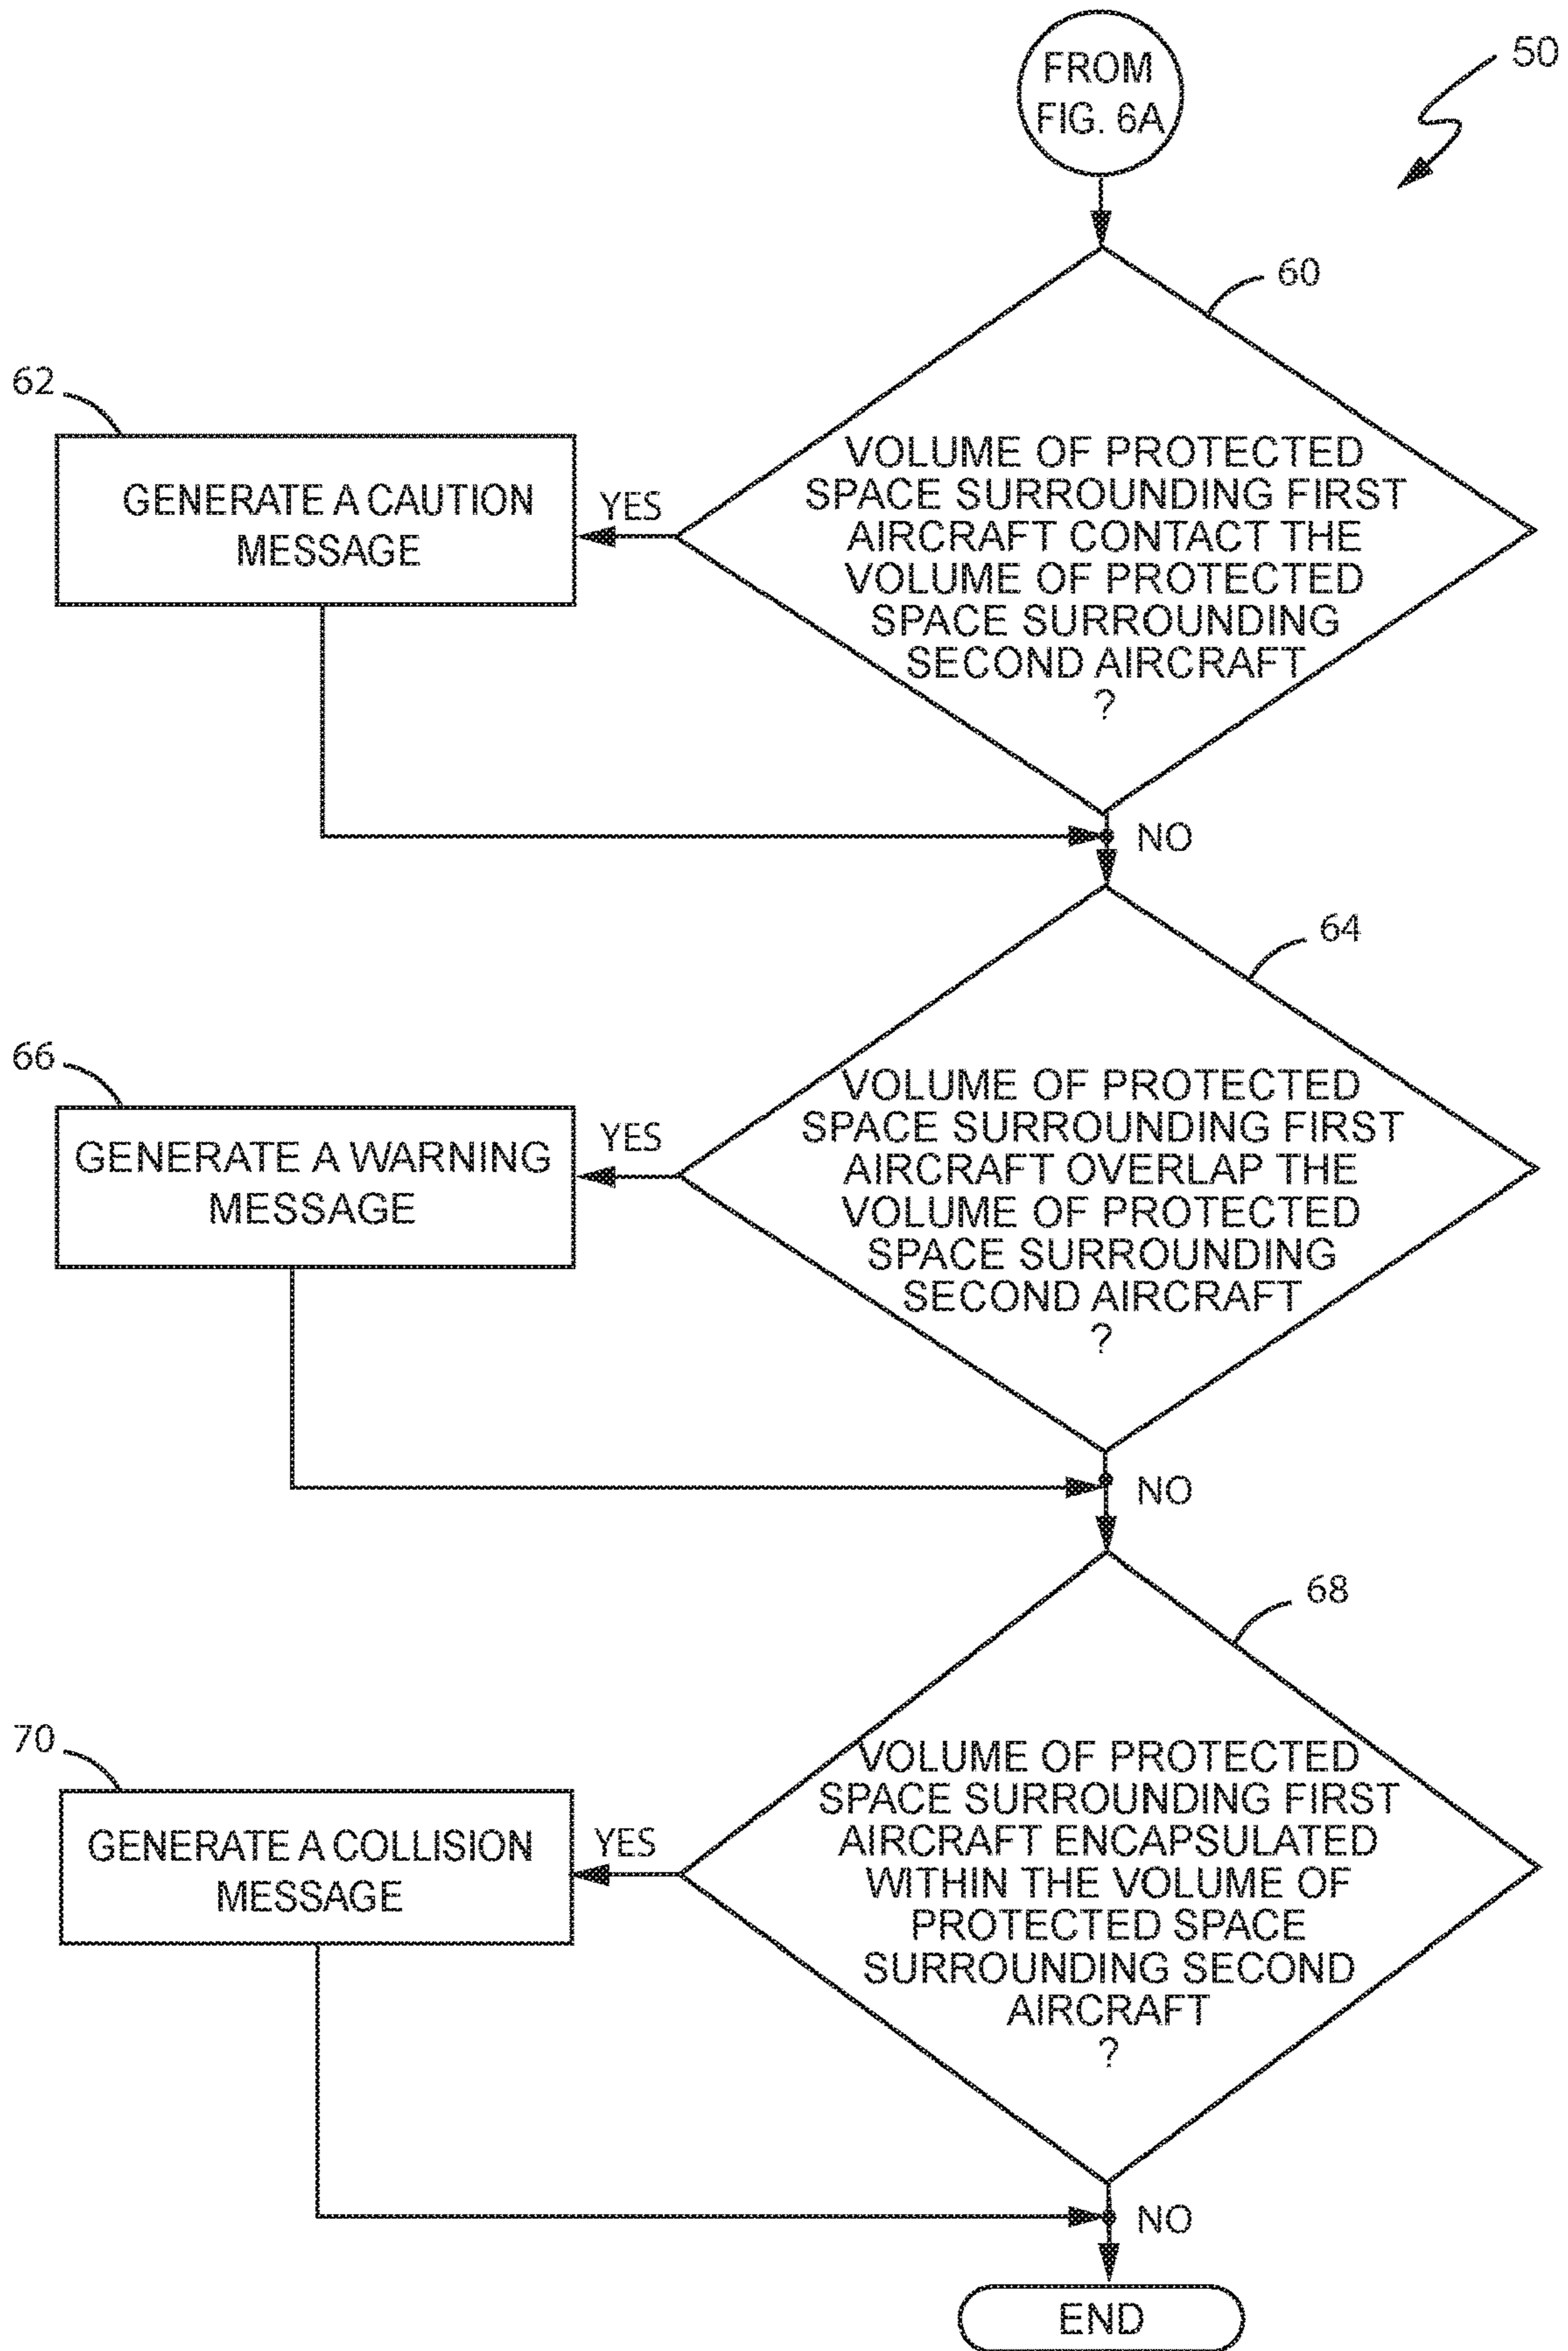 FROM
FIG. 6A
50
60
VOLUME OF PROTECTED
SPACE SURROUNDING FIRST
AIRCRAFT CONTACT THE
VOLUME OF PROTECTED
SPACE SURROUNDING
SECOND AIRCRAFT
?
YES
62
GENERATE A CAUTION
MESSAGE
NO
64
VOLUME OF PROTECTED
SPACE SURROUNDING FIRST
AIRCRAFT OVERLAP THE
VOLUME OF PROTECTED
SPACE SURROUNDING
SECOND AIRCRAFT
?
YES
66
GENERATE A WARNING
MESSAGE
NO
68
VOLUME OF PROTECTED
SPACE SURROUNDING FIRST
AIRCRAFT ENCAPSULATED
WITHIN THE VOLUME OF
PROTECTED SPACE
SURROUNDING SECOND
AIRCRAFT
?
YES
70
GENERATE A COLLISION
MESSAGE
NO
END